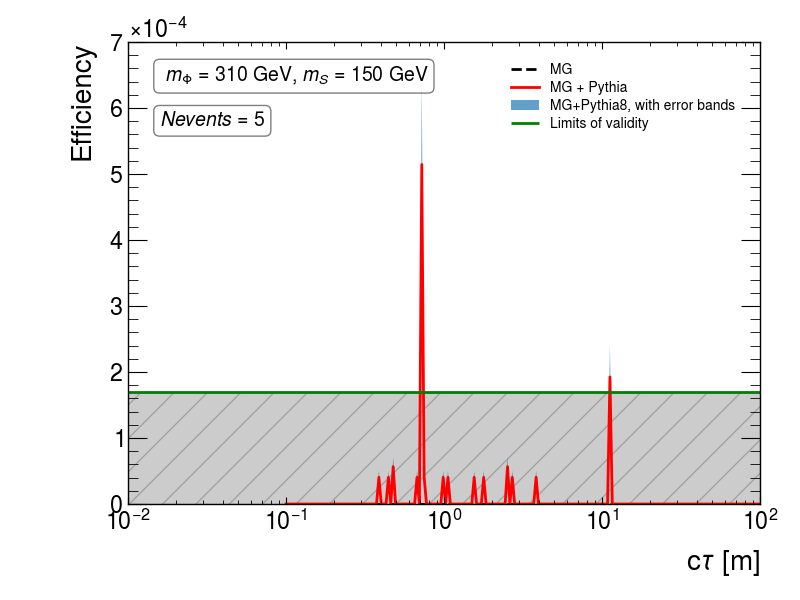 ×10⁻⁴
m_Φ = 310 GeV, m_S = 150 GeV
Nevents = 5
MG
MG + Pythia
MG+Pythia8, with error bands
Limits of validity
Efficiency
7
6
5
4
3
2
1
0
10⁻² 10⁻¹ 10⁰ 10¹ 10²
cτ [m]